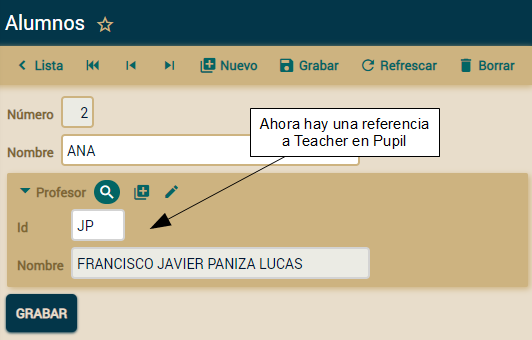 Alumnos
Lista Nuevo Grabar Refrescar Borrar
Número 2
Ahora hay una referencia
a Teacher en Pupil
Nombre ANA
Profesor
Id JP
Nombre FRANCISCO JAVIER PANIZA LUCAS
GRABAR